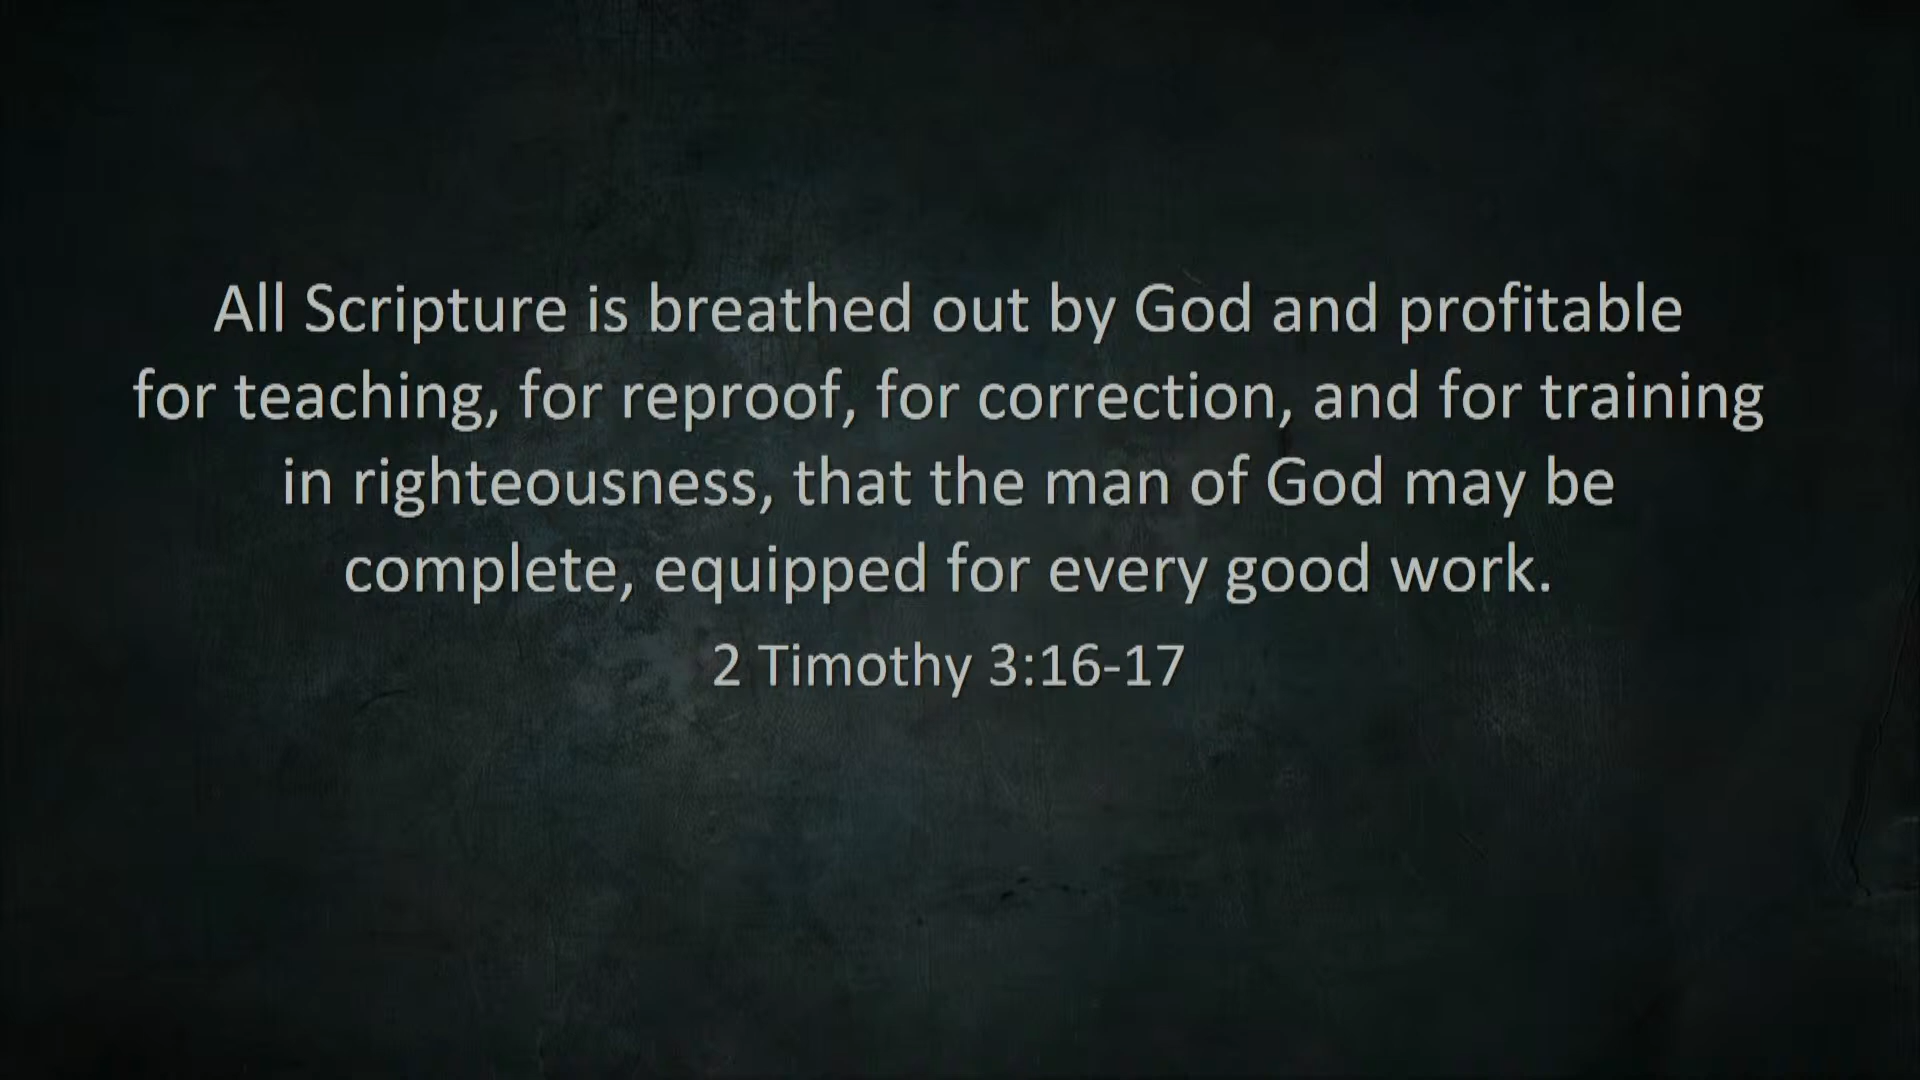 All Scripture is breathed out by God and profitable
for teaching, for reproof, for correction, and for training
in righteousness, that the man of God may be
complete, equipped for every good work.
2 Timothy 3:16-17